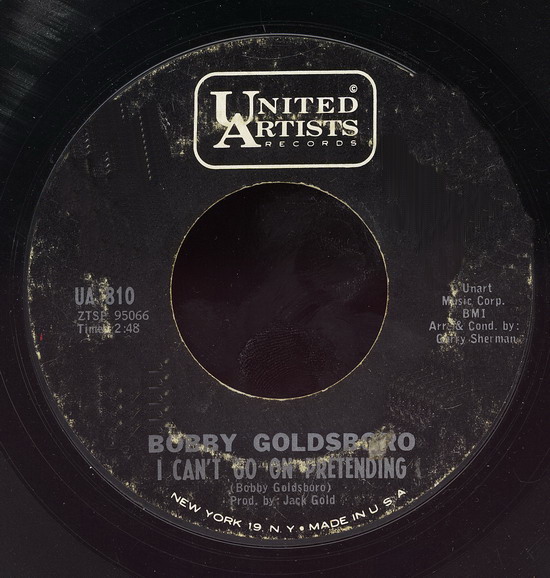 ©
UNITED
ARTISTS
RECORDS
UA 810
ZTSP 95066
Time: 2:48
Unart
Music Corp.
BMI
Arr. & Cond. by:
Garry Sherman
BOBBY GOLDSBORO
I CAN'T GO ON PRETENDING
(Bobby Goldsboro)
Prod. by: Jack Gold
NEW YORK 19, N.Y • MADE IN U.S.A